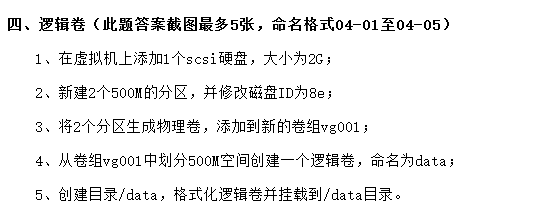 四、逻辑卷（此题答案截图最多5张，命名格式04-01至04-05）
1、在虚拟机上添加1个scsi硬盘，大小为2G；
2、新建2个500M的分区，并修改磁盘ID为8e；
3、将2个分区生成物理卷，添加到新的卷组vg001；
4、从卷组vg001中划分500M空间创建一个逻辑卷，命名为data；
5、创建目录/data，格式化逻辑卷并挂载到/data目录。